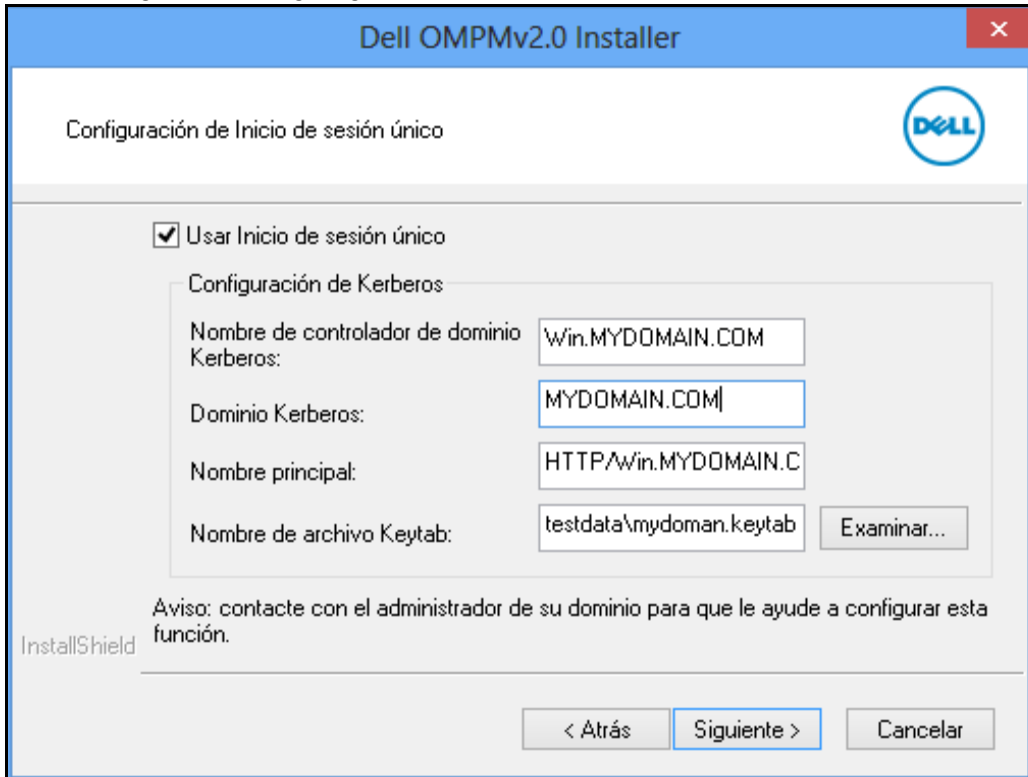 Dell OMPMv2.0 Installer
Configuración de Inicio de sesión único
DELL
Usar Inicio de sesión único
Configuración de Kerberos
Nombre de controlador de dominio
Kerberos:
Win.MYDOMAIN.COM
Dominio Kerberos:
MYDOMAIN.COM
Nombre principal:
HTTP/Win.MYDOMAIN.C
Nombre de archivo Keytab:
testdata\mydoman.keytab
Examinar...
Aviso: contacte con el administrador de su dominio para que le ayude a configurar esta
función.
InstallShield
< Atrás
Siguiente >
Cancelar